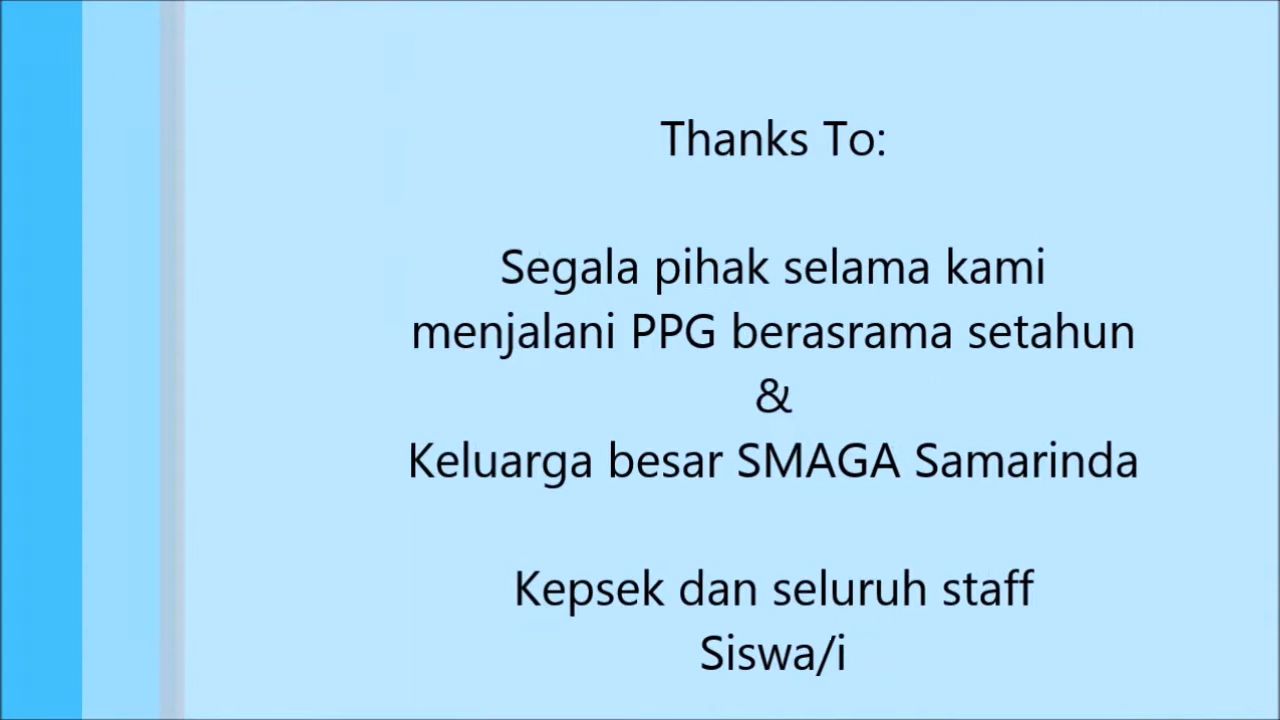 Thanks To:
Segala pihak selama kami
menjalani PPG berasrama setahun
&
Keluarga besar SMAGA Samarinda
Kepsek dan seluruh staff
Siswa/i